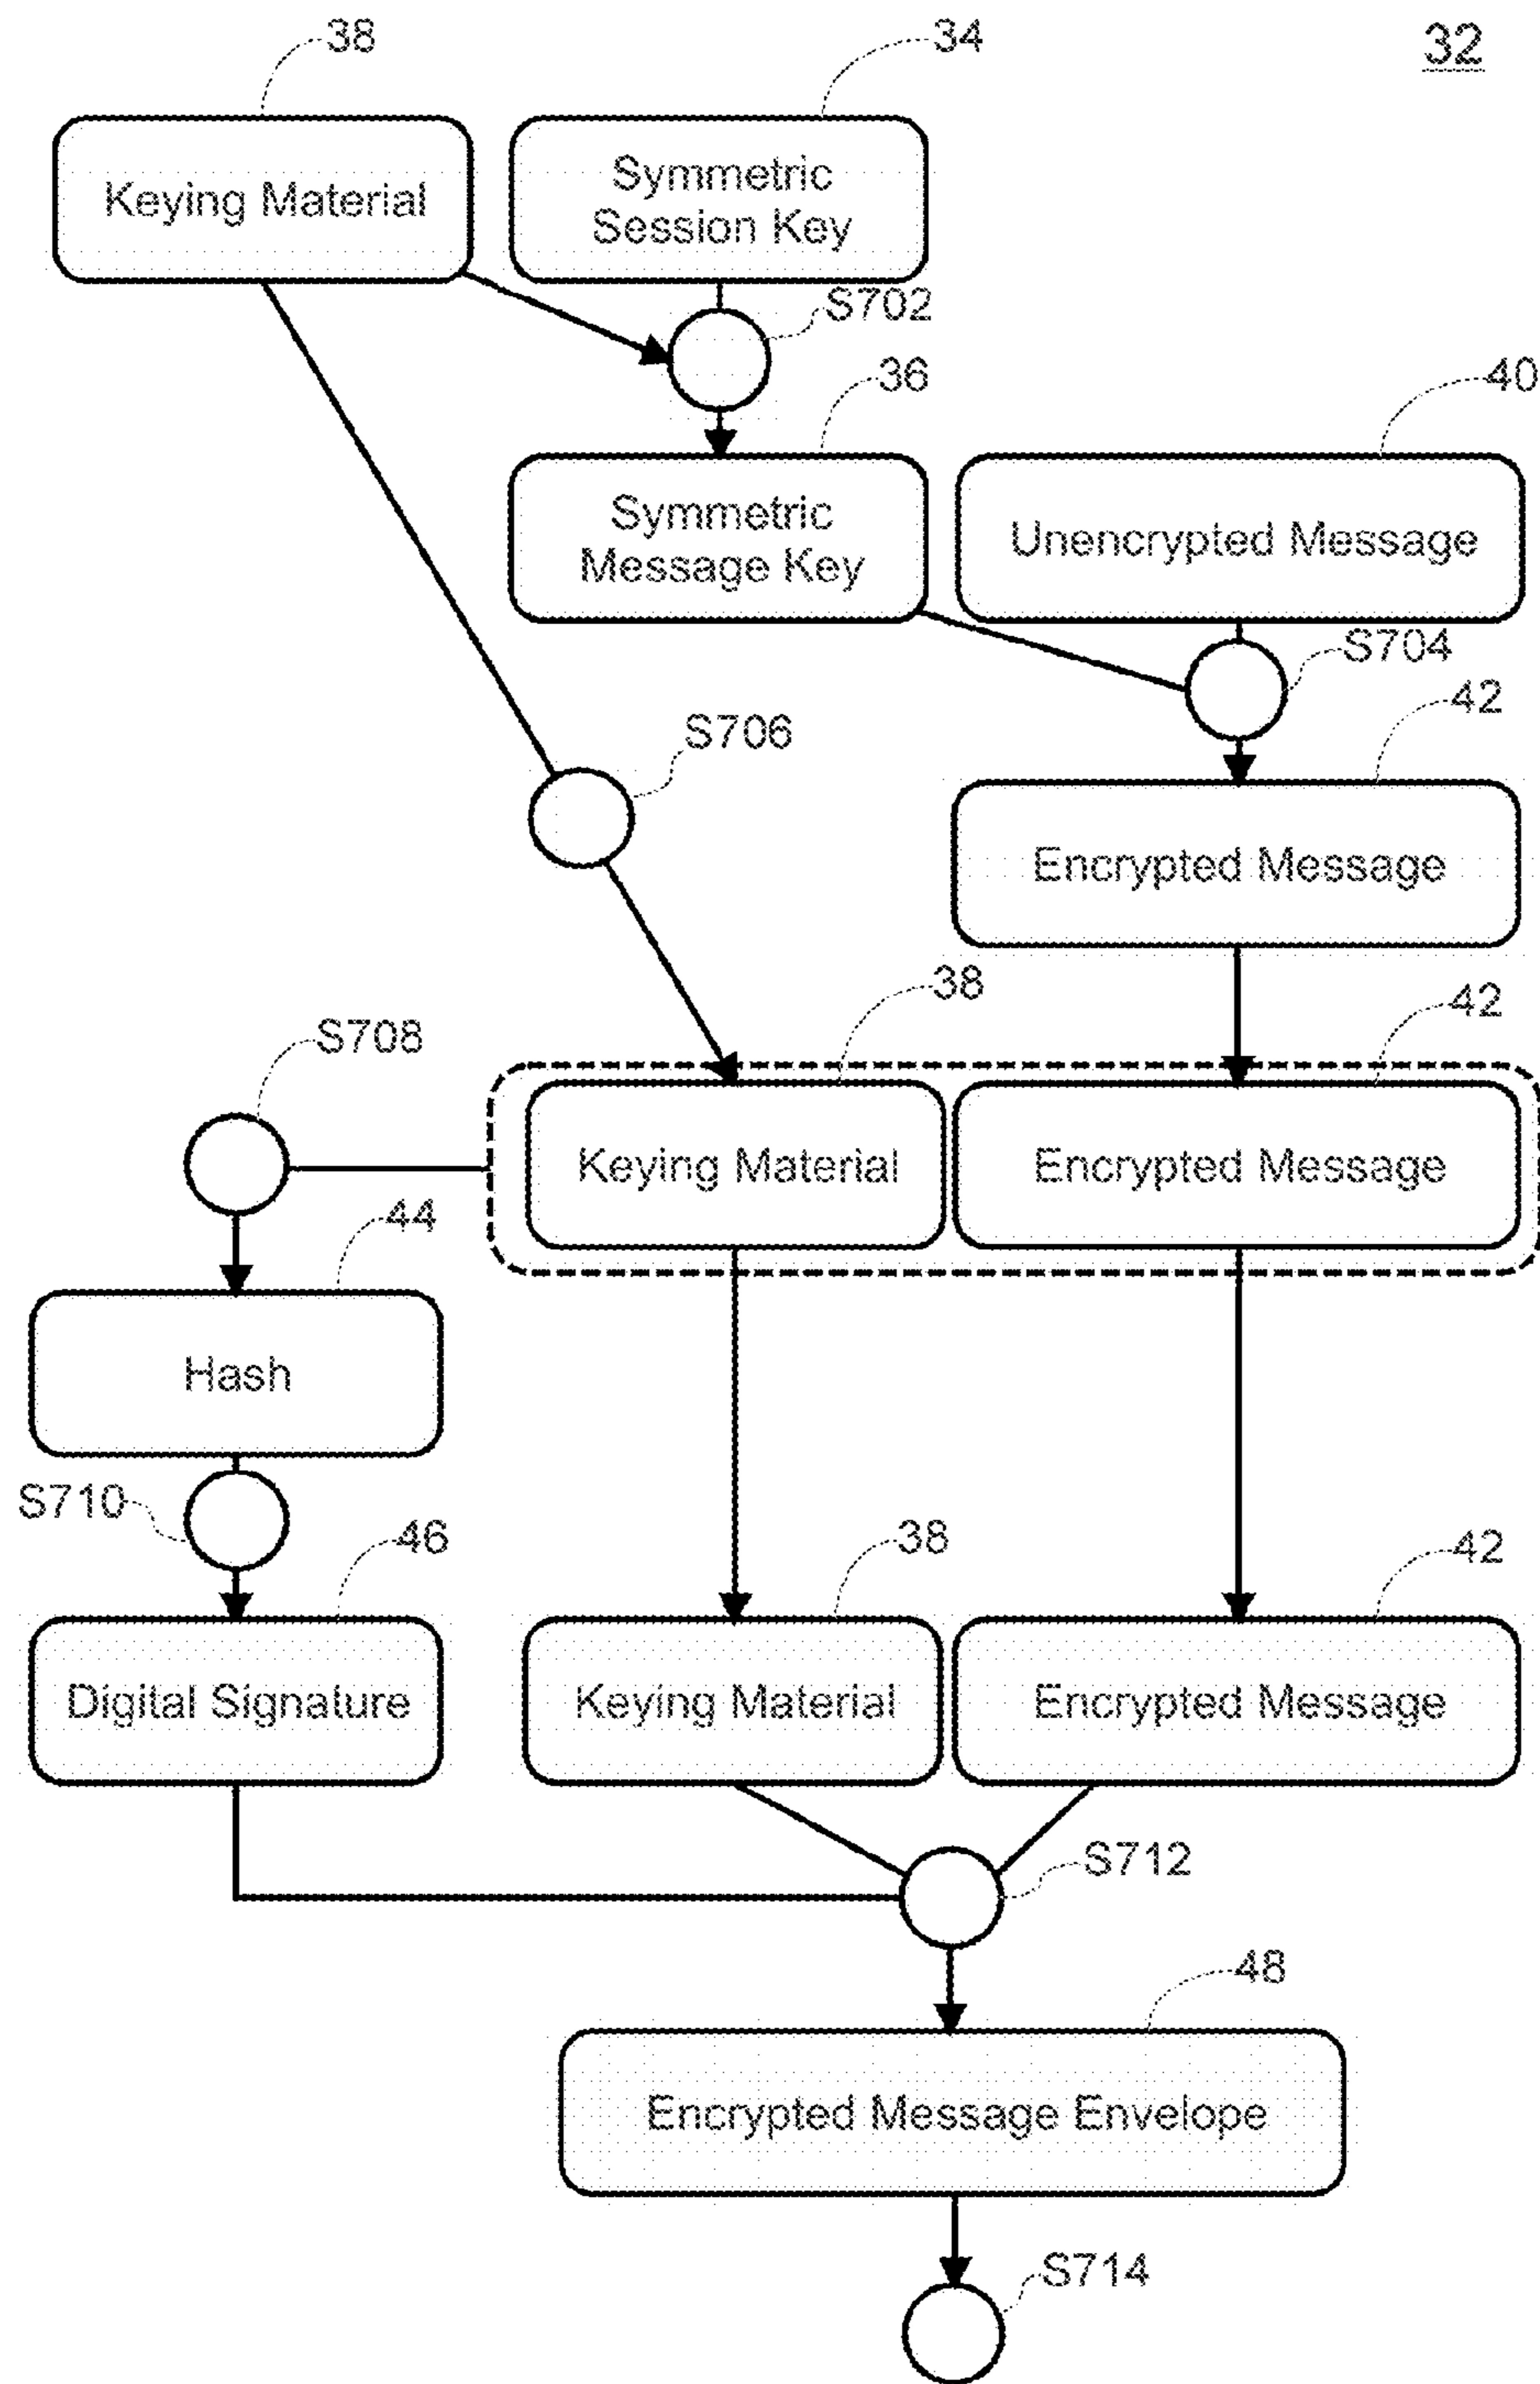 38
34
32
Keying Material
Symmetric
Session Key
S702
36
40
Symmetric
Message Key
Unencrypted Message
S704
42
S706
Encrypted Message
38
42
S708
Keying Material
Encrypted Message
44
Hash
S710
46
38
42
Digital Signature
Keying Material
Encrypted Message
S712
48
Encrypted Message Envelope
S714